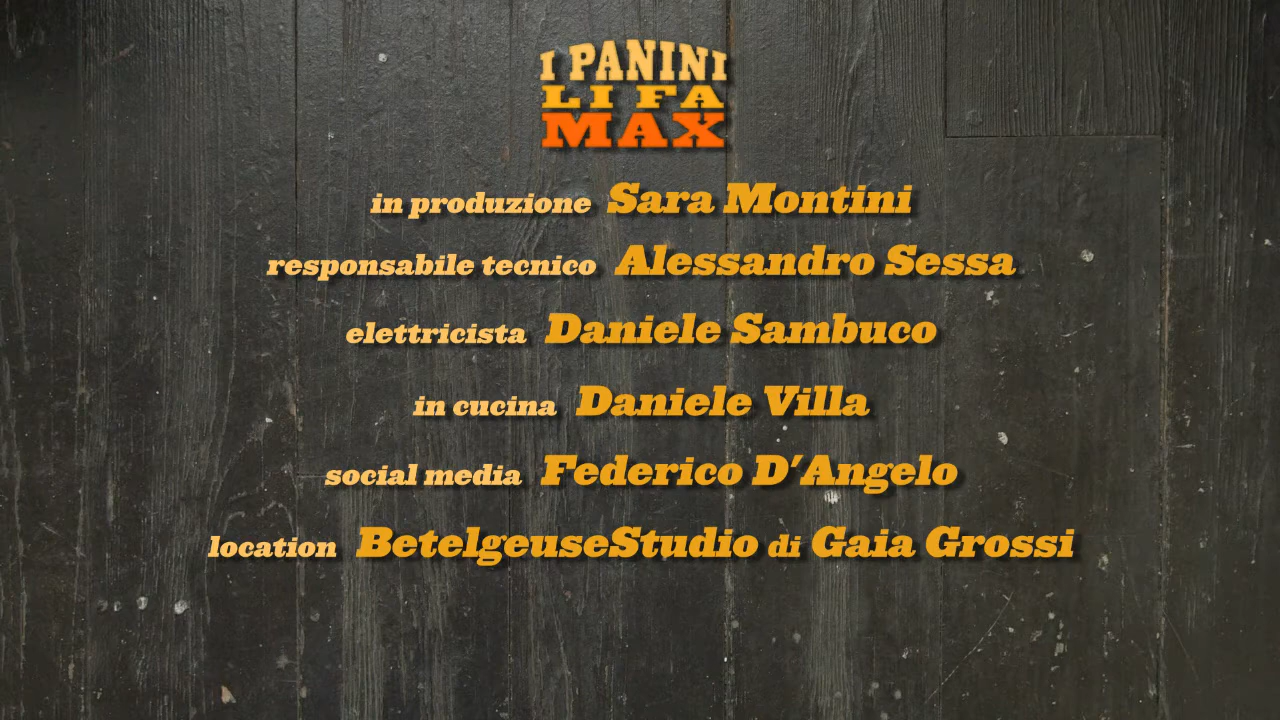 I PANINI
LI FA
MAX
in produzione Sara Montini
responsabile tecnico Alessandro Sessa
elettricista Daniele Sambuco
in cucina Daniele Villa
social media Federico D'Angelo
location BetelgeuseStudio di Gaia Grossi